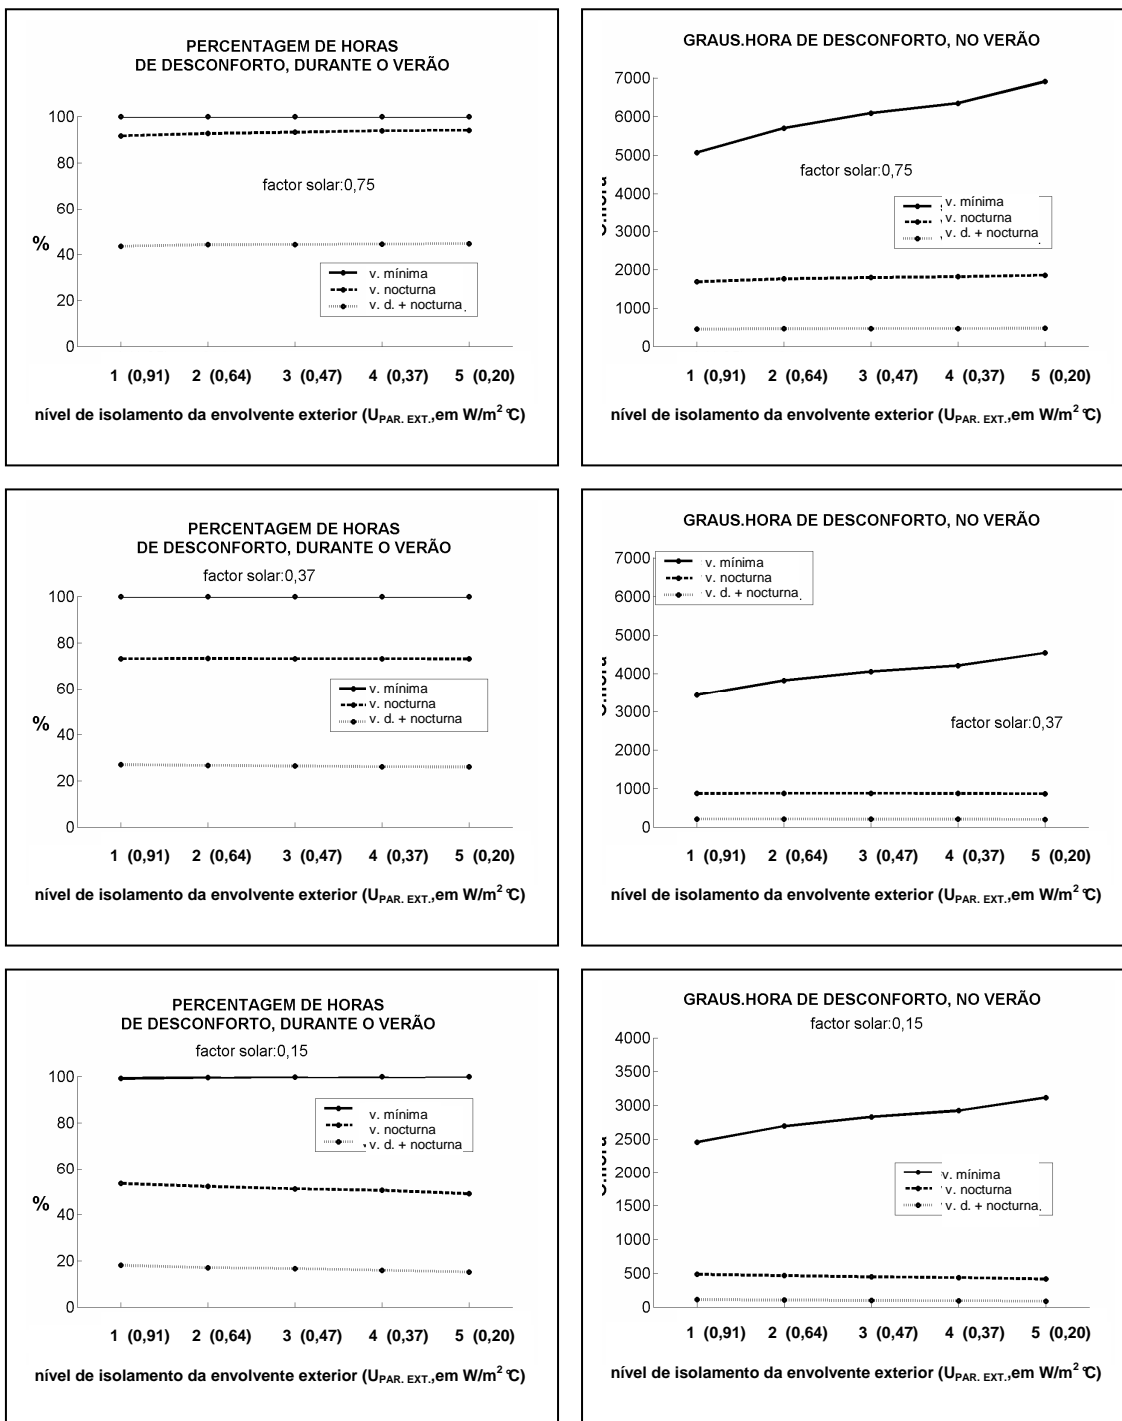 PERCENTAGEM DE HORAS
DE DESCONFORTO, DURANTE O VERÃO
100
80
60
40
20
0
%
factor solar:0,75
v. mínima
v. nocturna
v. d. + nocturna
1 (0,91) 2 (0,64) 3 (0,47) 4 (0,37) 5 (0,20)
nível de isolamento da envolvente exterior (U PAR. EXT.,em W/m² ºC)
GRAUS.HORA DE DESCONFORTO, NO VERÃO
7000
6000
5000
4000
3000
2000
1000
0
factor solar:0,75
v. mínima
v. nocturna
v. d. + nocturna
1 (0,91) 2 (0,64) 3 (0,47) 4 (0,37) 5 (0,20)
nível de isolamento da envolvente exterior (U PAR. EXT.,em W/m² ºC)
PERCENTAGEM DE HORAS
DE DESCONFORTO, DURANTE O VERÃO
factor solar:0,37
100
80
60
40
20
0
%
v. mínima
v. nocturna
v. d. + nocturna
1 (0,91) 2 (0,64) 3 (0,47) 4 (0,37) 5 (0,20)
nível de isolamento da envolvente exterior (U PAR. EXT.,em W/m² ºC)
GRAUS.HORA DE DESCONFORTO, NO VERÃO
7000
6000
5000
4000
3000
2000
1000
0
v. mínima
v. nocturna
v. d. + nocturna
factor solar:0,37
1 (0,91) 2 (0,64) 3 (0,47) 4 (0,37) 5 (0,20)
nível de isolamento da envolvente exterior (U PAR. EXT.,em W/m² ºC)
PERCENTAGEM DE HORAS
DE DESCONFORTO, DURANTE O VERÃO
factor solar:0,15
100
80
60
40
20
0
%
v. mínima
v. nocturna
v. d. + nocturna
1 (0,91) 2 (0,64) 3 (0,47) 4 (0,37) 5 (0,20)
nível de isolamento da envolvente exterior (U PAR. EXT.,em W/m² ºC)
GRAUS.HORA DE DESCONFORTO, NO VERÃO
factor solar:0,15
4000
3500
3000
2500
2000
1500
1000
500
0
v. mínima
v. nocturna
v. d. + nocturna
1 (0,91) 2 (0,64) 3 (0,47) 4 (0,37) 5 (0,20)
nível de isolamento da envolvente exterior (U PAR. EXT.,em W/m² ºC)